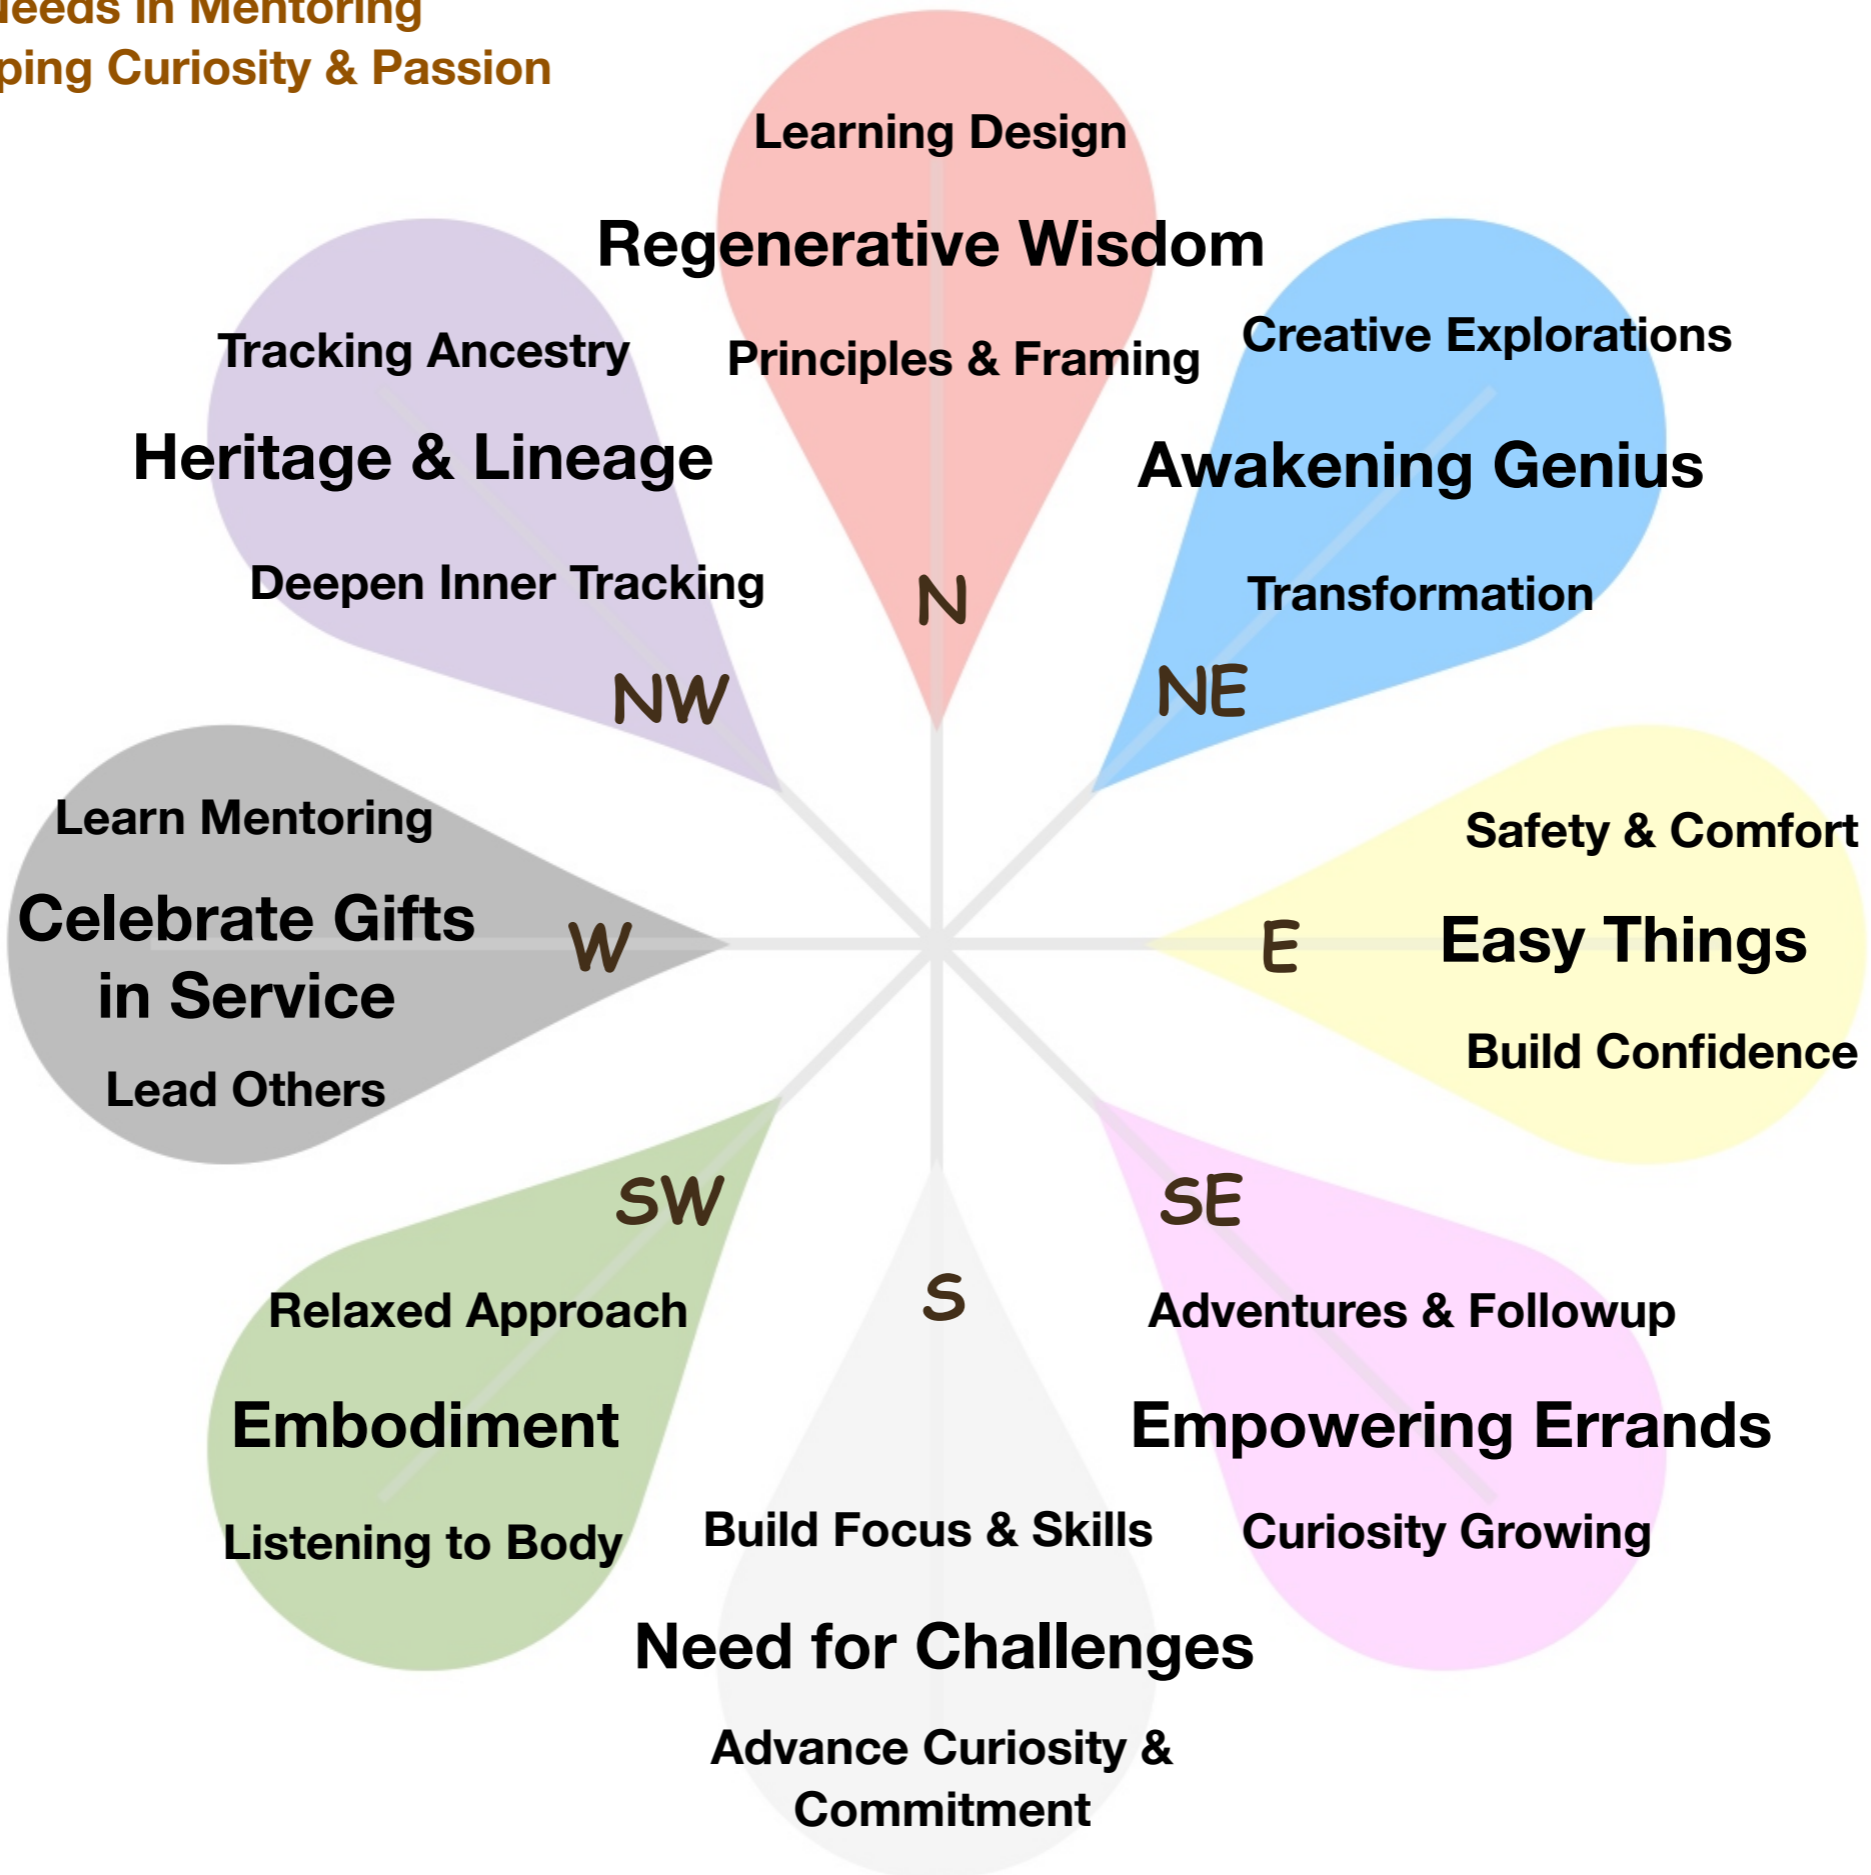 Needs in Mentoring
ping Curiosity & Passion
Learning Design
Regenerative Wisdom
Principles & Framing
N
Creative Explorations
Awakening Genius
Transformation
NE
Safety & Comfort
Easy Things
Build Confidence
E
SE
Adventures & Followup
Empowering Errands
Curiosity Growing
S
Build Focus & Skills
Need for Challenges
Advance Curiosity &
Commitment
SW
Relaxed Approach
Embodiment
Listening to Body
Learn Mentoring
Celebrate Gifts
in Service
Lead Others
W
Tracking Ancestry
Heritage & Lineage
Deepen Inner Tracking
NW